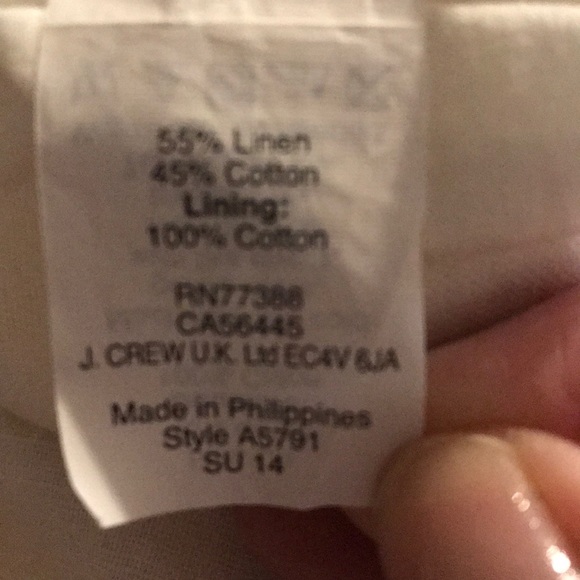 55% Linen
45% Cotton
Lining:
100% Cotton
RN77388
CA56445
J. CREW U.K. Ltd EC4V 6JA
Made in Philippines
Style A5791
SU 14